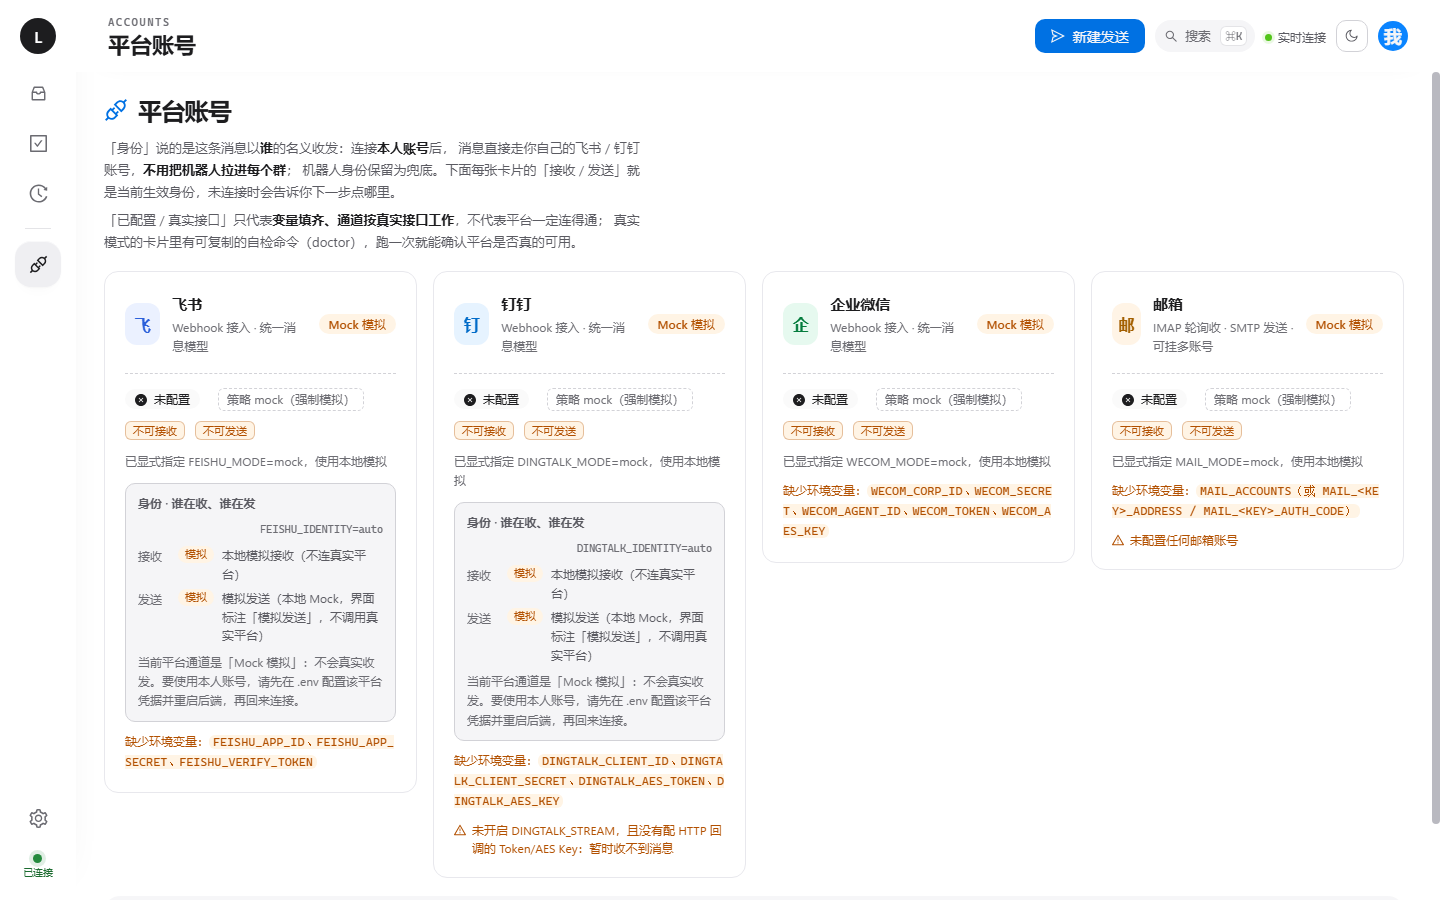 L
ACCOUNTS
平台账号
新建发送
搜索 ⌘K
实时连接
我
平台账号
「身份」说的是这条消息以谁的名义收发：连接本人账号后， 消息直接走你自己的飞书 / 钉钉
账号，不用把机器人拉进每个群； 机器人身份保留为兜底。下面每张卡片的「接收 / 发送」就
是当前生效身份，未连接时会告诉你下一步点哪里。
「已配置 / 真实接口」只代表变量填齐、通道按真实接口工作，不代表平台一定连得通； 真实
模式的卡片里有可复制的自检命令（doctor），跑一次就能确认平台是否真的可用。
飞
飞书
Webhook 接入 · 统一消
息模型
Mock 模拟
未配置
策略 mock（强制模拟）
不可接收
不可发送
已显式指定 FEISHU_MODE=mock，使用本地模拟
身份 · 谁在收、谁在发
FEISHU_IDENTITY=auto
接收 模拟 本地模拟接收（不连真实平
台）
发送 模拟 模拟发送（本地 Mock，界面
标注「模拟发送」，不调用真
实平台）
当前平台通道是「Mock 模拟」：不会真实收
发。要使用本人账号，请先在 .env 配置该平台
凭据并重启后端，再回来连接。
缺少环境变量： FEISHU_APP_ID、FEISHU_APP_
SECRET、FEISHU_VERIFY_TOKEN
钉
钉钉
Webhook 接入 · 统一消
息模型
Mock 模拟
未配置
策略 mock（强制模拟）
不可接收
不可发送
已显式指定 DINGTALK_MODE=mock，使用本地模
拟
身份 · 谁在收、谁在发
DINGTALK_IDENTITY=auto
接收 模拟 本地模拟接收（不连真实平
台）
发送 模拟 模拟发送（本地 Mock，界面
标注「模拟发送」，不调用真
实平台）
当前平台通道是「Mock 模拟」：不会真实收
发。要使用本人账号，请先在 .env 配置该平台
凭据并重启后端，再回来连接。
缺少环境变量： DINGTALK_CLIENT_ID、DINGTA
LK_CLIENT_SECRET、DINGTALK_AES_TOKEN、D
INGTALK_AES_KEY
未开启 DINGTALK_STREAM，且没有配 HTTP 回
调的 Token/AES Key：暂时收不到消息
企
企业微信
Webhook 接入 · 统一消
息模型
Mock 模拟
未配置
策略 mock（强制模拟）
不可接收
不可发送
已显式指定 WECOM_MODE=mock，使用本地模拟
缺少环境变量： WECOM_CORP_ID、WECOM_SECRE
T、WECOM_AGENT_ID、WECOM_TOKEN、WECOM_A
ES_KEY
邮
邮箱
IMAP 轮询收 · SMTP 发送 ·
可挂多账号
Mock 模拟
未配置
策略 mock（强制模拟）
不可接收
不可发送
已显式指定 MAIL_MODE=mock，使用本地模拟
缺少环境变量： MAIL_ACCOUNTS（或 MAIL_<KE
Y>_ADDRESS / MAIL_<KEY>_AUTH_CODE）
未配置任何邮箱账号
已连接